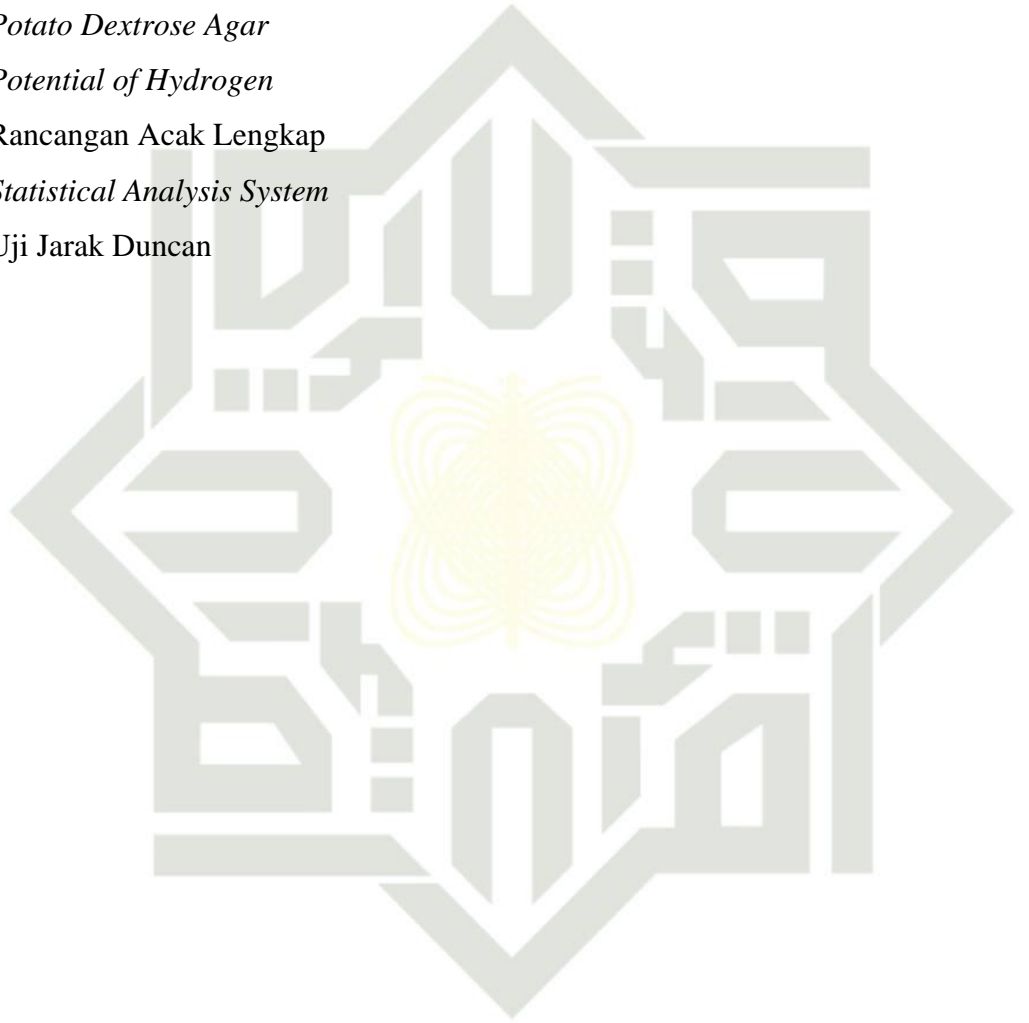 Potato Dextrose Agar
Potential of Hydrogen
Rancangan Acak Lengkap
Statistical Analysis System
Uji Jarak Duncan